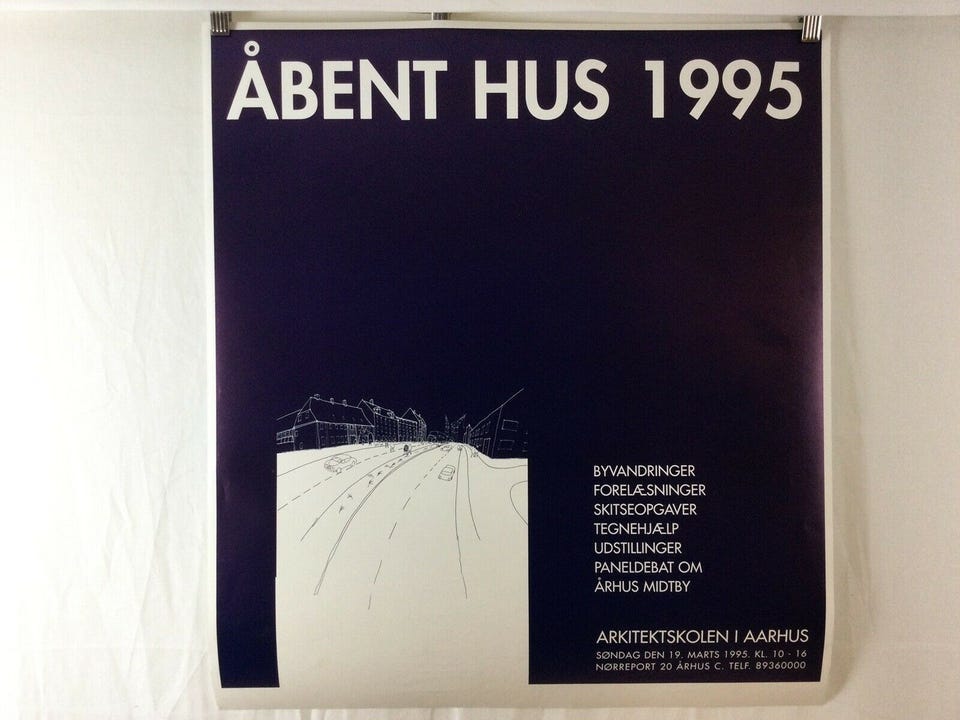 ÅBENT HUS 1995
BYVANDRINGER
FORELÆSNINGER
SKITSEOPGAVER
TEGNEHJÆLP
UDSTILLINGER
PANELDEBAT OM
ÅRHUS MIDTBY
ARKITEKTSKOLEN I AARHUS
SØNDAG DEN 19. MARTS 1995. KL. 10 - 16
NØRREPORT 20 ÅRHUS C. TELF. 89360000